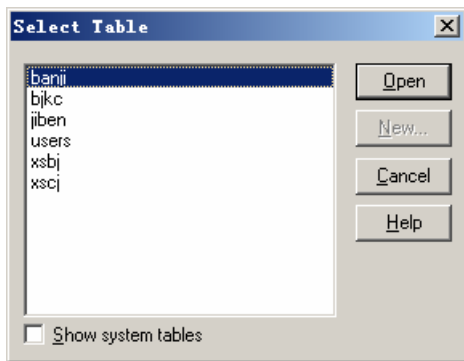 Select Table
banji
bjkc
jiben
users
xsbj
xscj
Open
New...
Cancel
Help
Show system tables